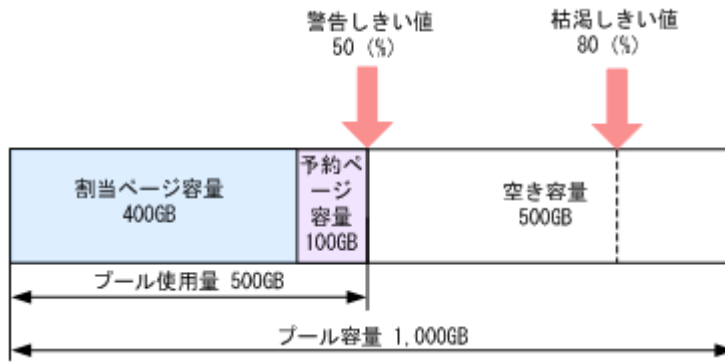 警告しきい値
50 (%)
枯渇しきい値
80 (%)
割当ページ容量
400GB
予約ペ
ージ
容量
100GB
空き容量
500GB
プール使用量 500GB
プール容量 1,000GB